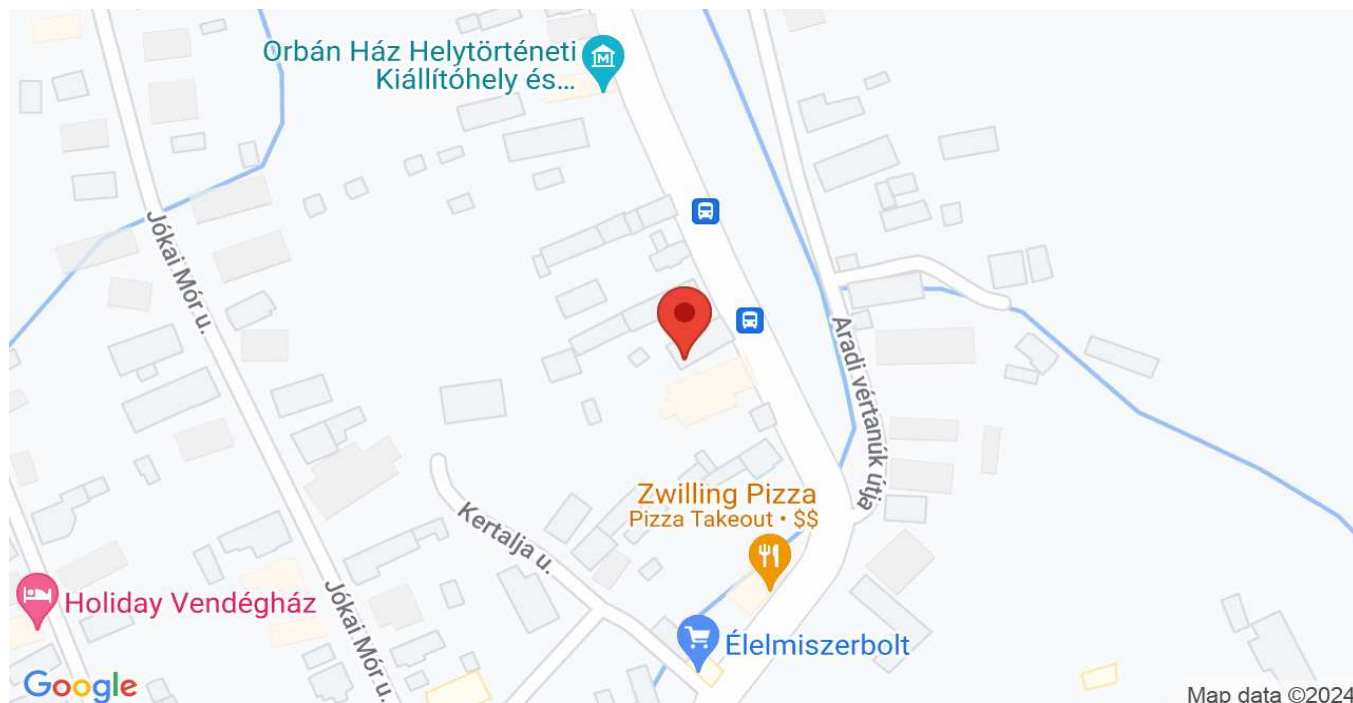 Orbán Ház Helytörténeti
Kiállítóhely és...
Jókai Mór u.
Aradi vértanúk útja
Zwilling Pizza
Pizza Takeout • $$
Kertalja u.
Holiday Vendégház
Jókai Mór u.
Élelmiszerbolt
Google
Map data ©2024